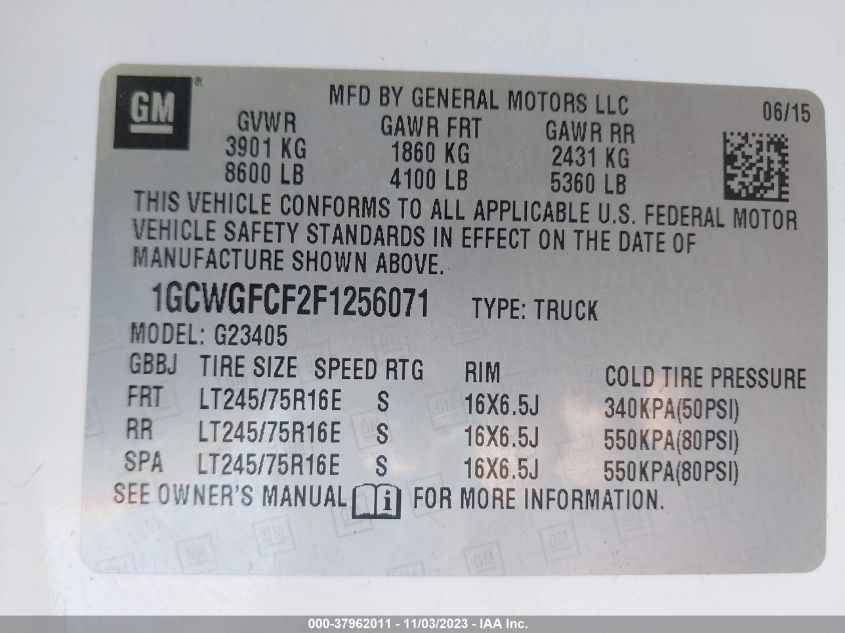 GM ®
MFD BY GENERAL MOTORS LLC
06/15
GVWR GAWR FRT GAWR RR
3901 KG 1860 KG 2431 KG
8600 LB 4100 LB 5360 LB
THIS VEHICLE CONFORMS TO ALL APPLICABLE U.S. FEDERAL MOTOR
VEHICLE SAFETY STANDARDS IN EFFECT ON THE DATE OF
MANUFACTURE SHOWN ABOVE.
1GCWGFCF2F1256071 TYPE: TRUCK
MODEL: G23405
GBBJ TIRE SIZE SPEED RTG RIM COLD TIRE PRESSURE
FRT LT245/75R16E S 16X6.5J 340KPA(50PSI)
RR LT245/75R16E S 16X6.5J 550KPA(80PSI)
SPA LT245/75R16E S 16X6.5J 550KPA(80PSI)
SEE OWNER'S MANUAL i FOR MORE INFORMATION.
000-37962011 - 11/03/2023 - IAA Inc.